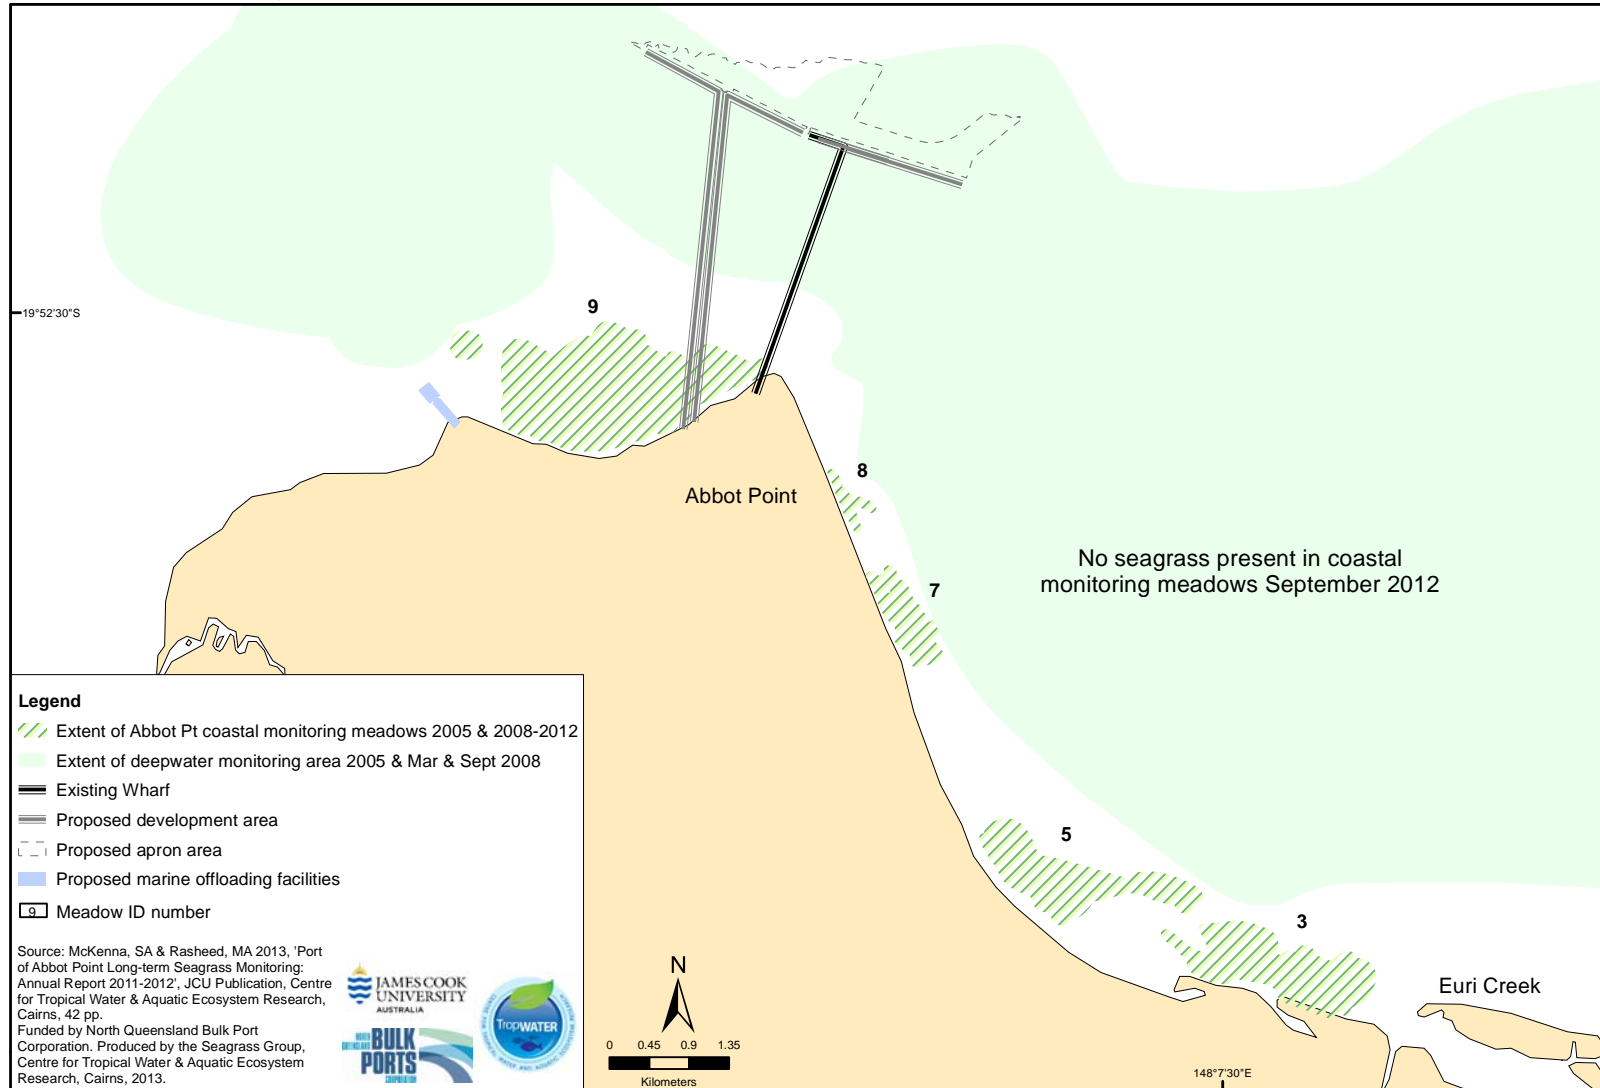 19°52'30"S
9
8
Abbot Point
7
No seagrass present in coastal
monitoring meadows September 2012
5
3
Euri Creek
Legend
Extent of Abbot Pt coastal monitoring meadows 2005 & 2008-2012
Extent of deepwater monitoring area 2005 & Mar & Sept 2008
Existing Wharf
Proposed development area
Proposed apron area
Proposed marine offloading facilities
9 Meadow ID number
Source: McKenna, SA & Rasheed, MA 2013, 'Port
of Abbot Point Long-term Seagrass Monitoring:
Annual Report 2011-2012', JCU Publication, Centre
for Tropical Water & Aquatic Ecosystem Research,
Cairns, 42 pp.
Funded by North Queensland Bulk Port
Corporation. Produced by the Seagrass Group,
Centre for Tropical Water & Aquatic Ecosystem
Research, Cairns, 2013.
JAMES COOK
UNIVERSITY
AUSTRALIA
NORTH
QUEENSLAND
BULK
PORTS
CORPORATION
TropWATER
N
0 0.45 0.9 1.35
Kilometers
148°7'30"E